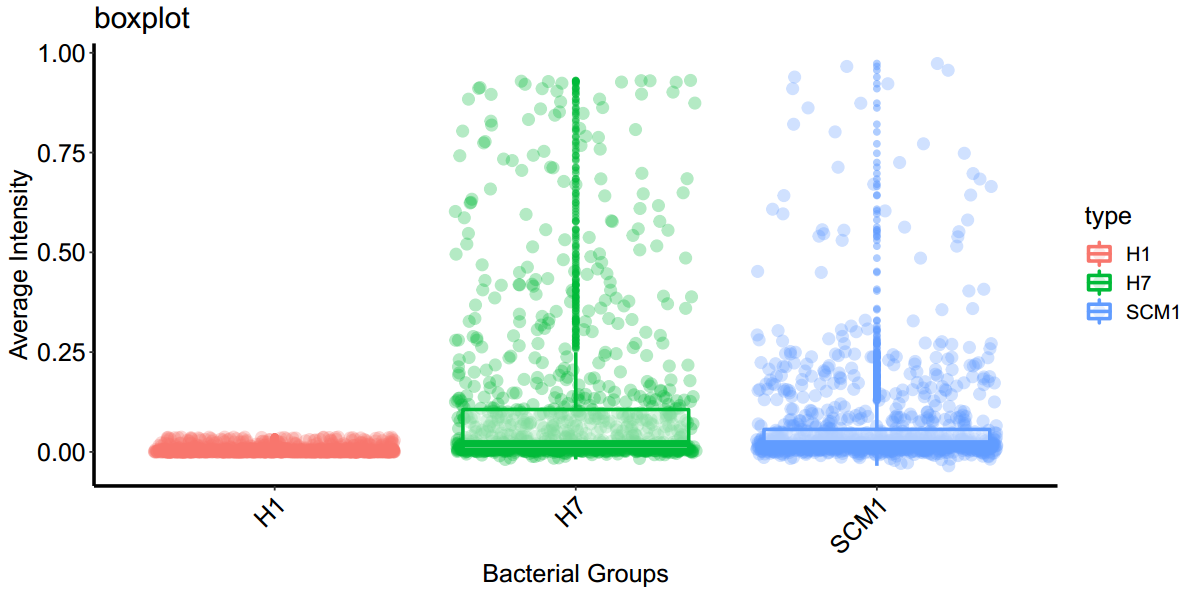 boxplot
1.00
0.75
0.50
0.25
0.00
Average Intensity
H1
H7
SCM1
Bacterial Groups
type
H1
H7
SCM1